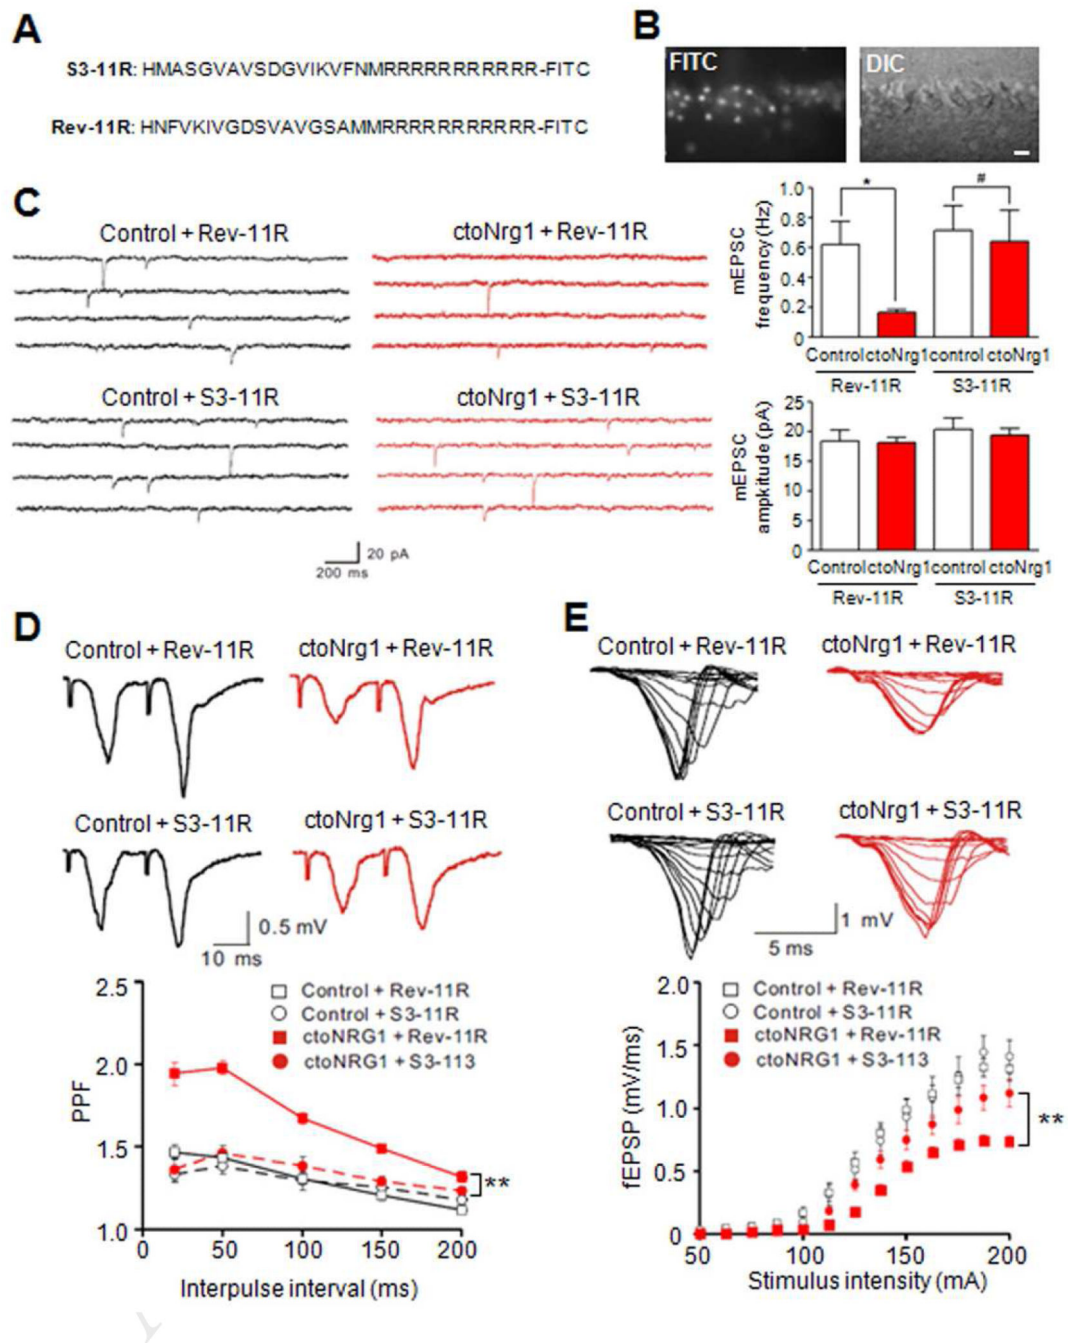 A
S3-11R: HMASGVAVSDGVIKVFNMRRRRRRRRRRR-FITC
Rev-11R: HNFVKIVGDSVAVGSAMMRRRRRRRRRRR-FITC
B
FITC
DIC
C
Control + Rev-11R
ctoNrg1 + Rev-11R
Control + S3-11R
ctoNrg1 + S3-11R
20 pA
200 ms
mEPSC
frequency (Hz)
1.0
0.8
0.6
0.4
0.2
0
*
#
Control ctoNrg1 control ctoNrg1
Rev-11R
S3-11R
mEPSC
ampkitude (pA)
25
20
15
10
5
0
Control ctoNrg1 control ctoNrg1
Rev-11R
S3-11R
D
Control + Rev-11R
ctoNrg1 + Rev-11R
Control + S3-11R
ctoNrg1 + S3-11R
0.5 mV
10 ms
PPF
2.5
2.0
1.5
1.0
Control + Rev-11R
Control + S3-11R
ctoNRG1 + Rev-11R
ctoNRG1 + S3-113
**
0 50 100 150 200
Interpulse interval (ms)
E
Control + Rev-11R
ctoNrg1 + Rev-11R
Control + S3-11R
ctoNrg1 + S3-11R
1 mV
5 ms
fEPSP (mV/ms)
2.0
1.5
1.0
0.5
0
Control + Rev-11R
Control + S3-11R
ctoNRG1 + Rev-11R
ctoNRG1 + S3-113
**
50 100 150 200
Stimulus intensity (mA)